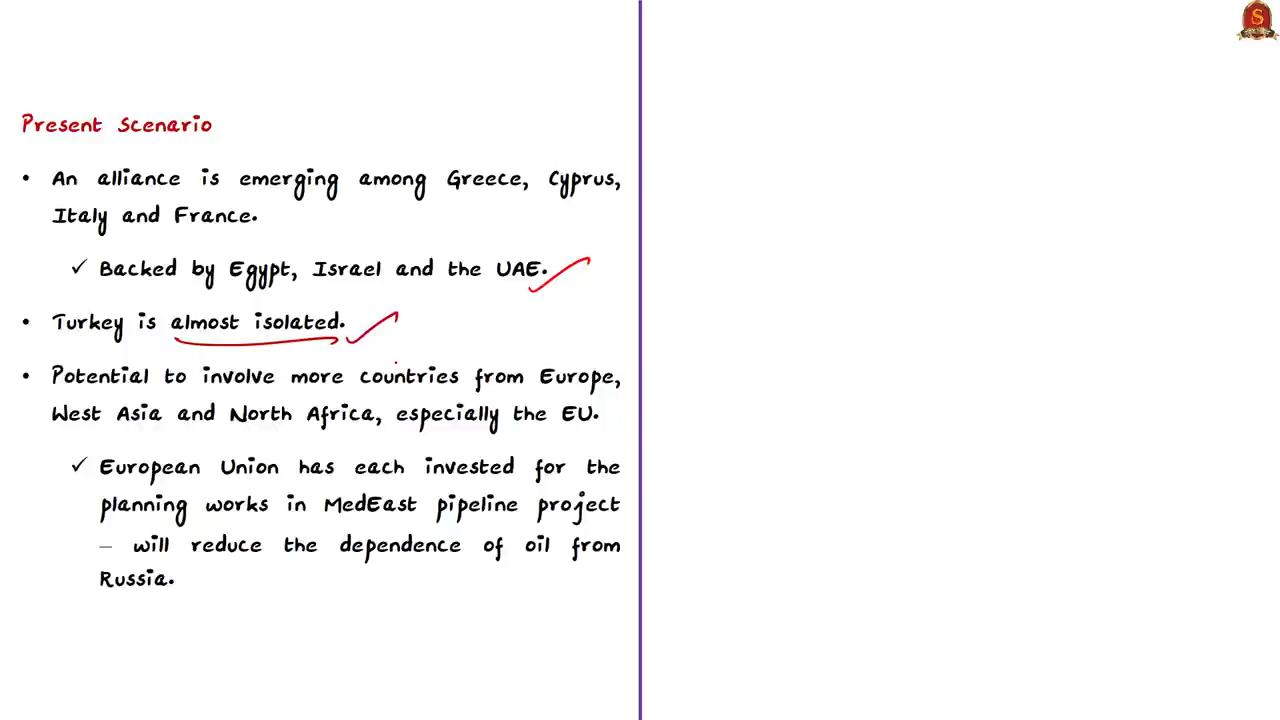 Present Scenario
• An alliance is emerging among Greece, Cyprus,
Italy and France.
✓ Backed by Egypt, Israel and the UAE.
• Turkey is almost isolated.
• Potential to involve more countries from Europe,
West Asia and North Africa, especially the EU.
✓ European Union has each invested for the
planning works in MedEast pipeline project
– will reduce the dependence of oil from
Russia.
S